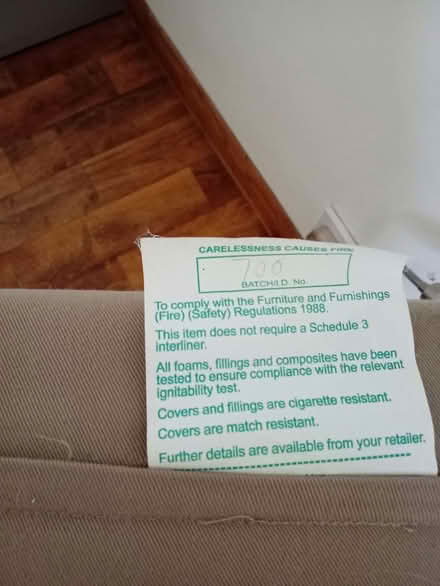 CARELESSNESS CAUSES FIRE
700
BATCH/I.D. No.
To comply with the Furniture and Furnishings
(Fire) (Safety) Regulations 1988.
This item does not require a Schedule 3
interliner.
All foams, fillings and composites have been
tested to ensure compliance with the relevant
ignitability test.
Covers and fillings are cigarette resistant.
Covers are match resistant.
Further details are available from your retailer.